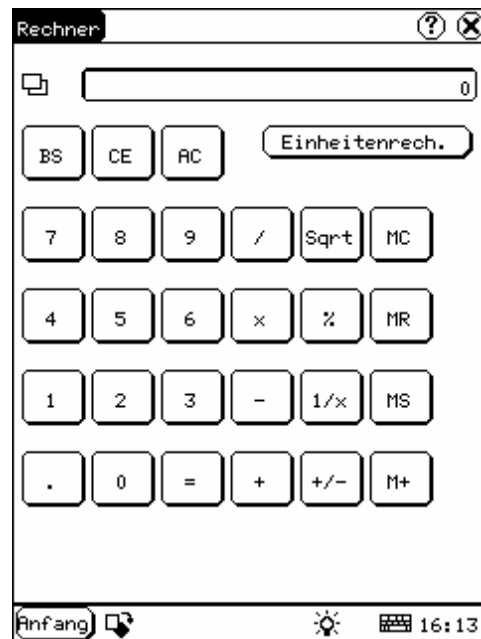 Rechner ?
0
BS CE AC Einheitenrech.
7 8 9 / Sqrt MC
4 5 6 x % MR
1 2 3 - 1/x MS
. 0 = + +/- M+
Anfang 16:13